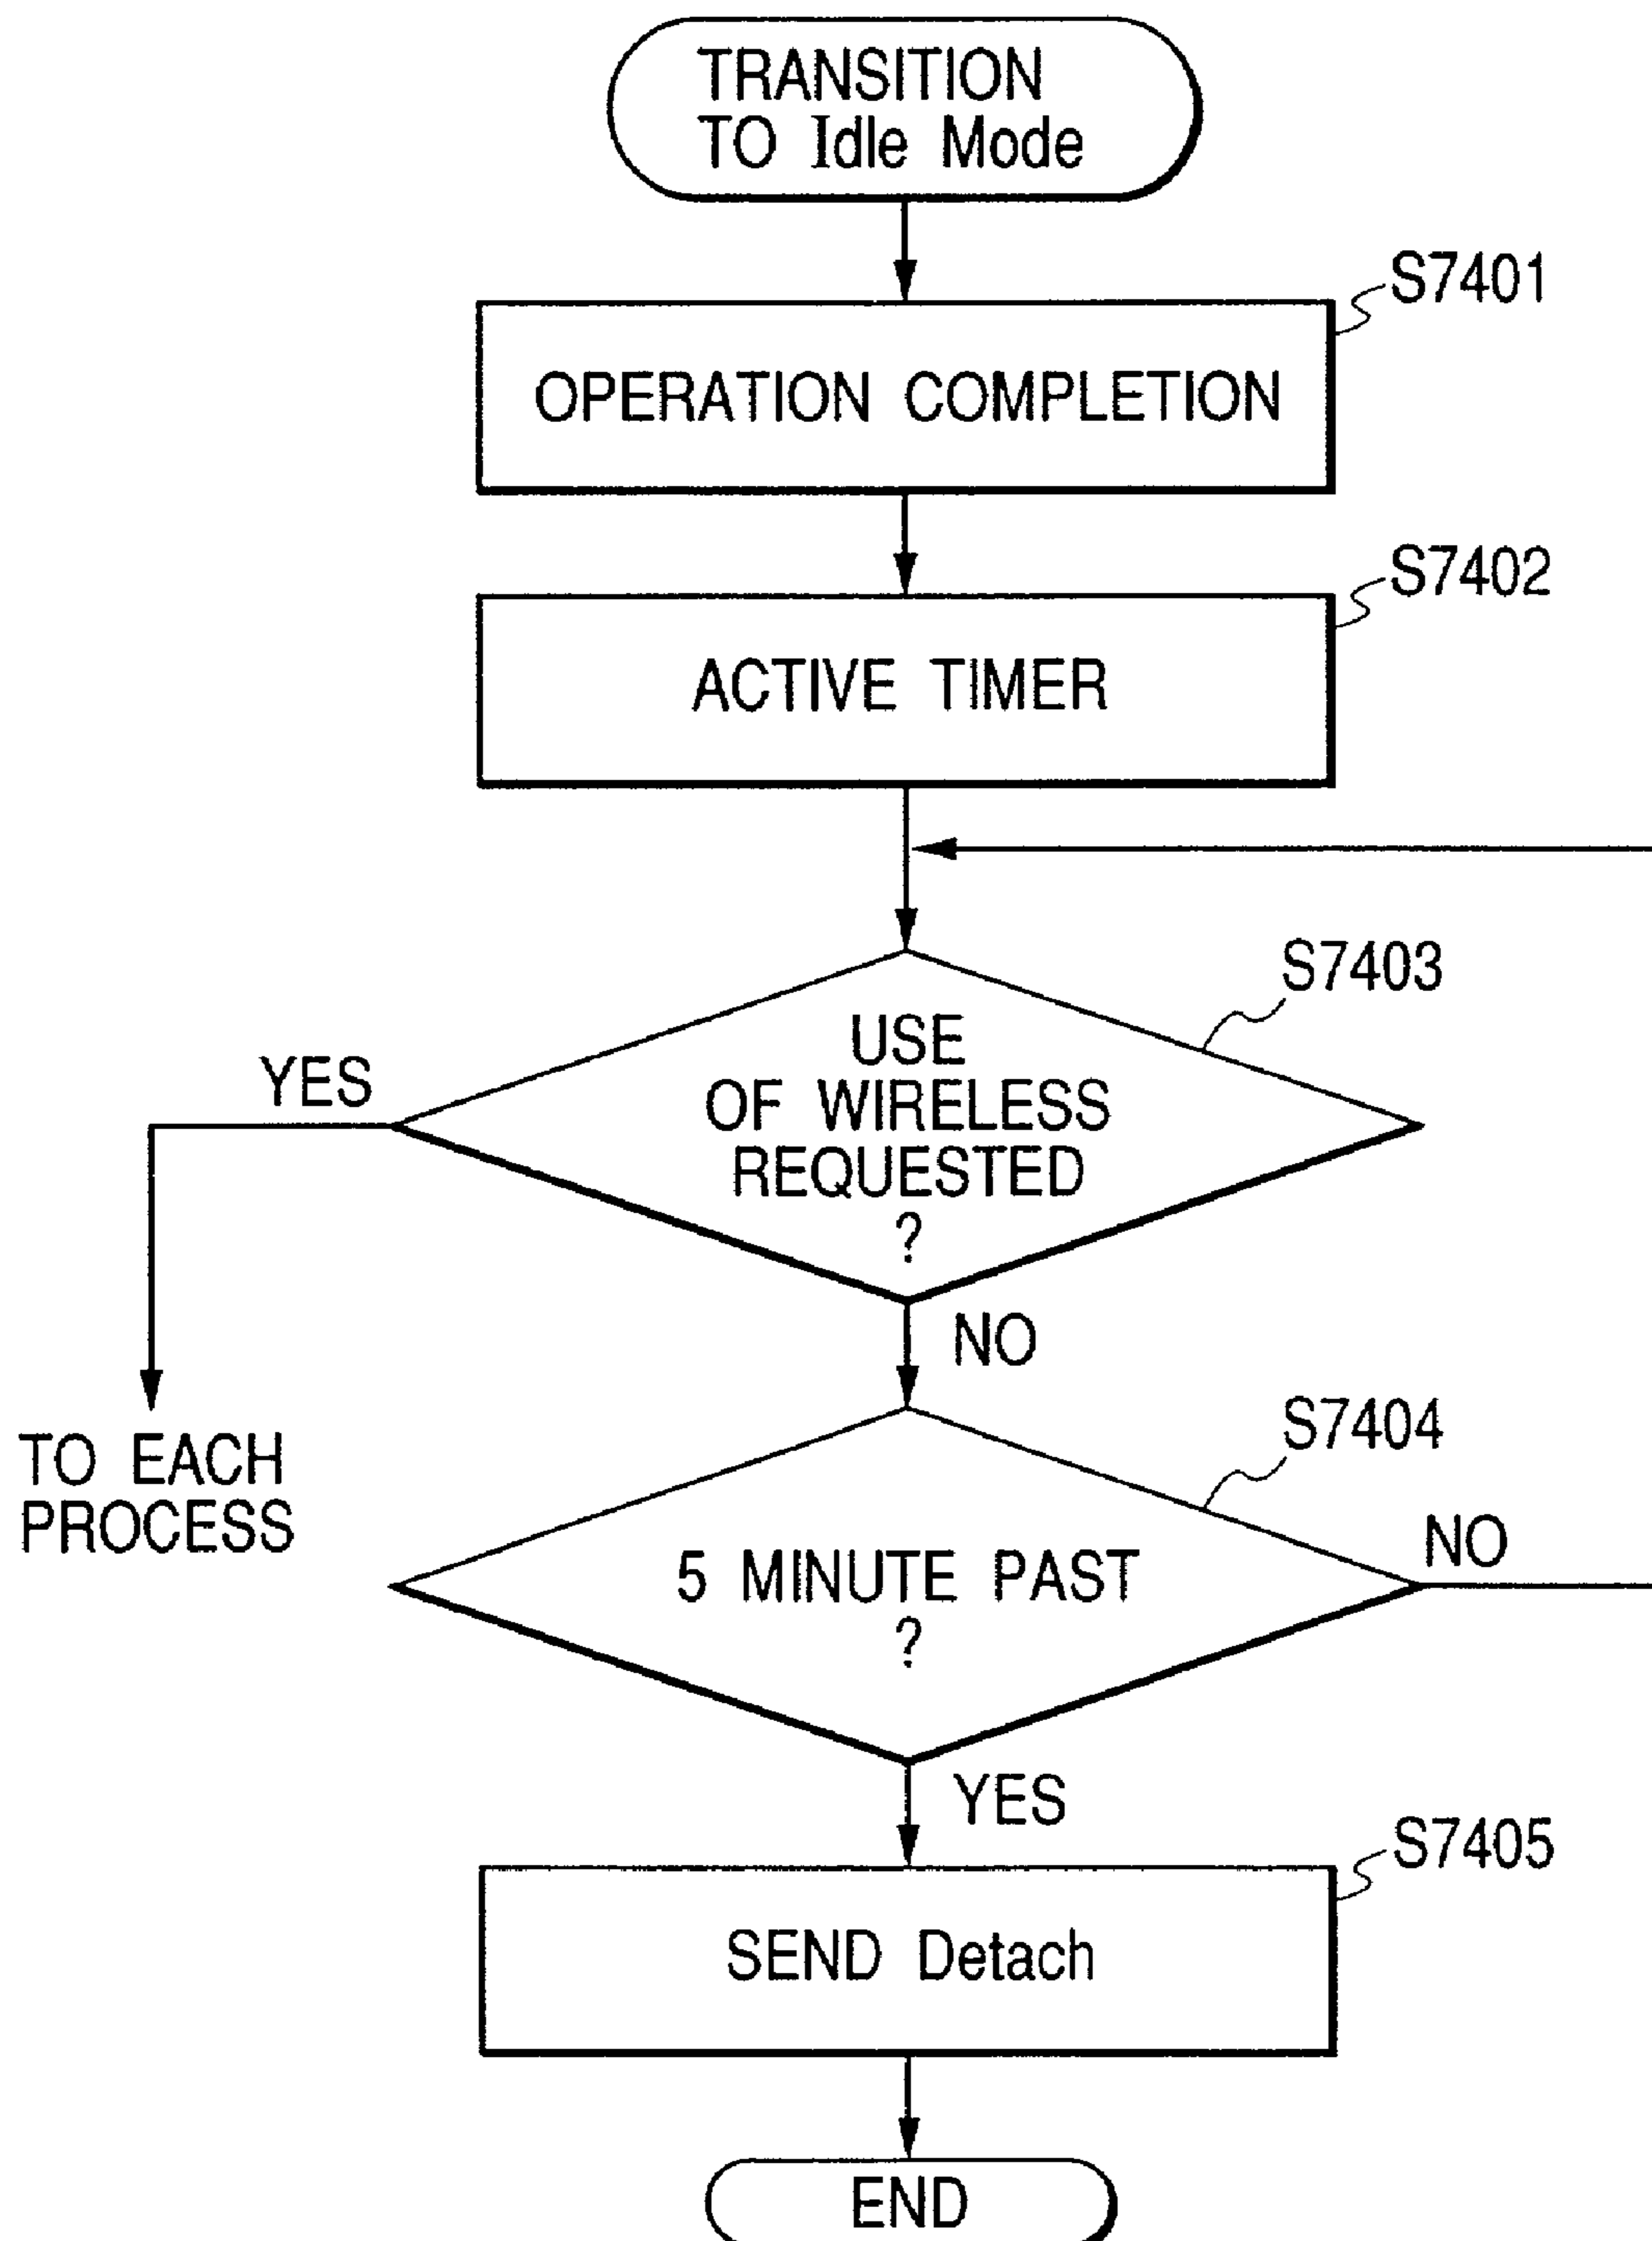 TRANSITION
TO Idle Mode
S7401
OPERATION COMPLETION
S7402
ACTIVE TIMER
S7403
USE
OF WIRELESS
REQUESTED
?
YES
NO
TO EACH
PROCESS
S7404
5 MINUTE PAST
?
NO
YES
S7405
SEND Detach
END